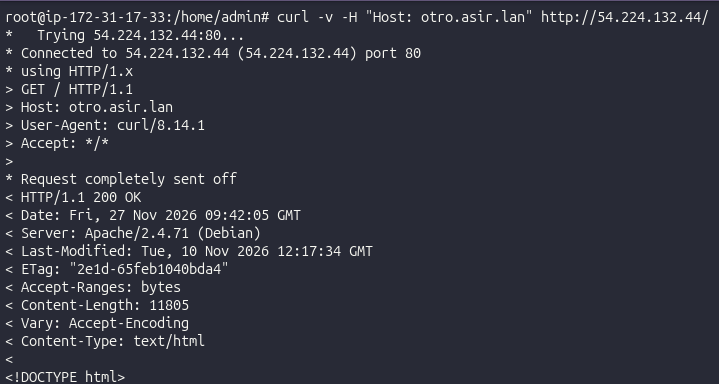 root@ip-172-31-17-33:/home/admin# curl -v -H "Host: otro.asir.lan" http://54.224.132.44/
*   Trying 54.224.132.44:80...
* Connected to 54.224.132.44 (54.224.132.44) port 80
* using HTTP/1.x
> GET / HTTP/1.1
> Host: otro.asir.lan
> User-Agent: curl/8.14.1
> Accept: */*
>
* Request completely sent off
< HTTP/1.1 200 OK
< Date: Fri, 27 Nov 2026 09:42:05 GMT
< Server: Apache/2.4.71 (Debian)
< Last-Modified: Tue, 10 Nov 2026 12:17:34 GMT
< ETag: "2e1d-65feb1040bda4"
< Accept-Ranges: bytes
< Content-Length: 11805
< Vary: Accept-Encoding
< Content-Type: text/html
<
<!DOCTYPE html>